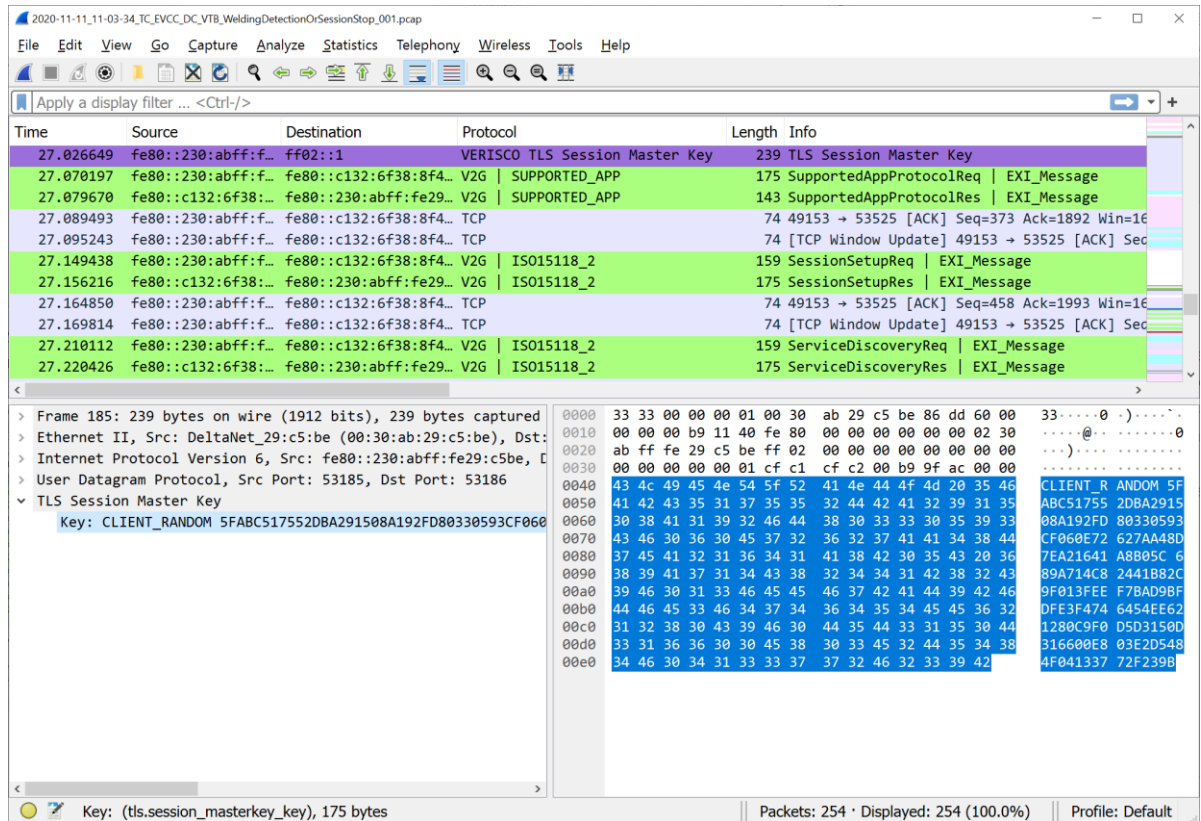 2020-11-11_11-03-34_TC_EVCC_DC_VTB_WeldingDetectionOrSessionStop_001.pcap
File Edit View Go Capture Analyze Statistics Telephony Wireless Tools Help
Apply a display filter ... <Ctrl-/>
Time Source Destination Protocol Length Info
27.026649 fe80::230:abff:f… ff02::1 VERISCO TLS Session Master Key 239 TLS Session Master Key
27.070197 fe80::230:abff:f… fe80::c132:6f38:8f4… V2G | SUPPORTED_APP 175 SupportedAppProtocolReq | EXI_Message
27.079670 fe80::c132:6f38:… fe80::230:abff:fe29… V2G | SUPPORTED_APP 143 SupportedAppProtocolRes | EXI_Message
27.089493 fe80::230:abff:f… fe80::c132:6f38:8f4… TCP 74 49153 → 53525 [ACK] Seq=373 Ack=1892 Win=16
27.095243 fe80::230:abff:f… fe80::c132:6f38:8f4… TCP 74 [TCP Window Update] 49153 → 53525 [ACK] Seq
27.149438 fe80::230:abff:f… fe80::c132:6f38:8f4… V2G | ISO15118_2 159 SessionSetupReq | EXI_Message
27.156216 fe80::c132:6f38:… fe80::230:abff:fe29… V2G | ISO15118_2 175 SessionSetupRes | EXI_Message
27.164850 fe80::230:abff:f… fe80::c132:6f38:8f4… TCP 74 49153 → 53525 [ACK] Seq=458 Ack=1993 Win=16
27.169814 fe80::230:abff:f… fe80::c132:6f38:8f4… TCP 74 [TCP Window Update] 49153 → 53525 [ACK] Seq
27.210112 fe80::230:abff:f… fe80::c132:6f38:8f4… V2G | ISO15118_2 159 ServiceDiscoveryReq | EXI_Message
27.220426 fe80::c132:6f38:… fe80::230:abff:fe29… V2G | ISO15118_2 175 ServiceDiscoveryRes | EXI_Message
Frame 185: 239 bytes on wire (1912 bits), 239 bytes captured
Ethernet II, Src: DeltaNet_29:c5:be (00:30:ab:29:c5:be), Dst:
Internet Protocol Version 6, Src: fe80::230:abff:fe29:c5be, D
User Datagram Protocol, Src Port: 53185, Dst Port: 53186
TLS Session Master Key
Key: CLIENT_RANDOM 5FABC517552DBA291508A192FD80330593CF060
0000 33 33 00 00 00 01 00 30 ab 29 c5 be 86 dd 60 00 33·····0 ·)····`·
0010 00 00 00 b9 11 40 fe 80 00 00 00 00 00 00 02 30 ·····@·· ·······0
0020 ab ff fe 29 c5 be ff 02 00 00 00 00 00 00 00 00 ···)···· ········
0030 00 00 00 00 00 01 cf c1 cf c2 00 b9 9f ac 00 00 ········ ········
0040 43 4c 49 45 4e 54 5f 52 41 4e 44 4f 4d 20 35 46 CLIENT_R ANDOM 5F
0050 41 42 43 35 31 37 35 35 32 44 42 41 32 39 31 35 ABC51755 2DBA2915
0060 30 38 41 31 39 32 46 44 38 30 33 33 30 35 39 33 08A192FD 80330593
0070 43 46 30 36 30 45 37 32 36 32 37 41 41 34 38 44 CF060E72 627AA48D
0080 37 45 41 32 31 36 34 31 41 38 42 30 35 43 20 36 7EA21641 A8B05C 6
0090 38 39 41 37 31 34 43 38 32 34 34 31 42 38 32 43 89A714C8 2441B82C
00a0 39 46 30 31 33 46 45 45 46 37 42 41 44 39 42 46 9F013FEE F7BAD9BF
00b0 44 46 45 33 46 34 37 34 36 34 35 34 45 45 36 32 DFE3F474 6454EE62
00c0 31 32 38 30 43 39 46 30 44 35 44 33 31 35 30 44 1280C9F0 D5D3150D
00d0 33 31 36 36 30 30 45 38 30 33 45 32 44 35 34 38 316600E8 03E2D548
00e0 34 46 30 34 31 33 33 37 37 32 46 32 33 39 42 4F041337 72F239B
Key: (tls.session_masterkey_key), 175 bytes Packets: 254 · Displayed: 254 (100.0%) Profile: Default